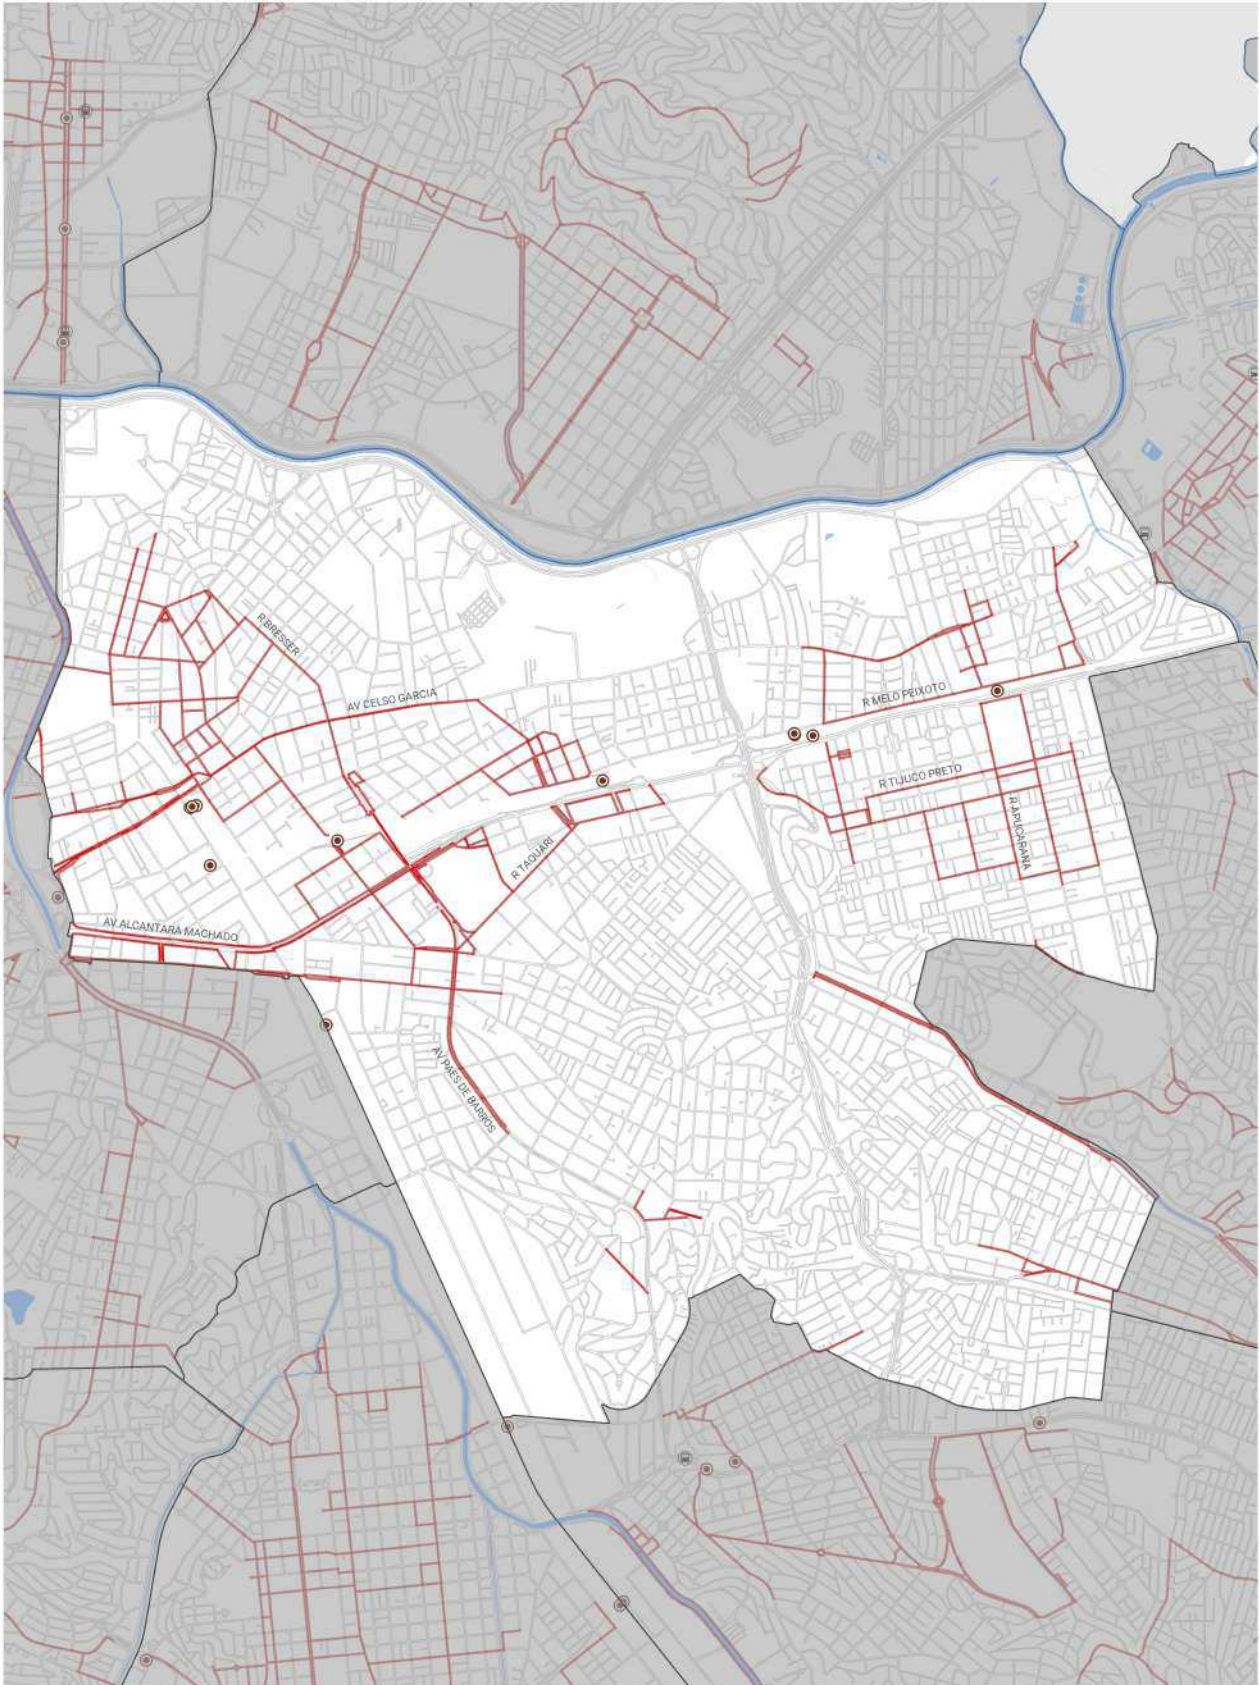 R BRESSER
AV CELSO GARCIA
R MELO PEIXOTO
R TIJUCO PRETO
R APUCARANA
R TAQUARI
AV ALCANTARA MACHADO
AV PAES DE BARROS